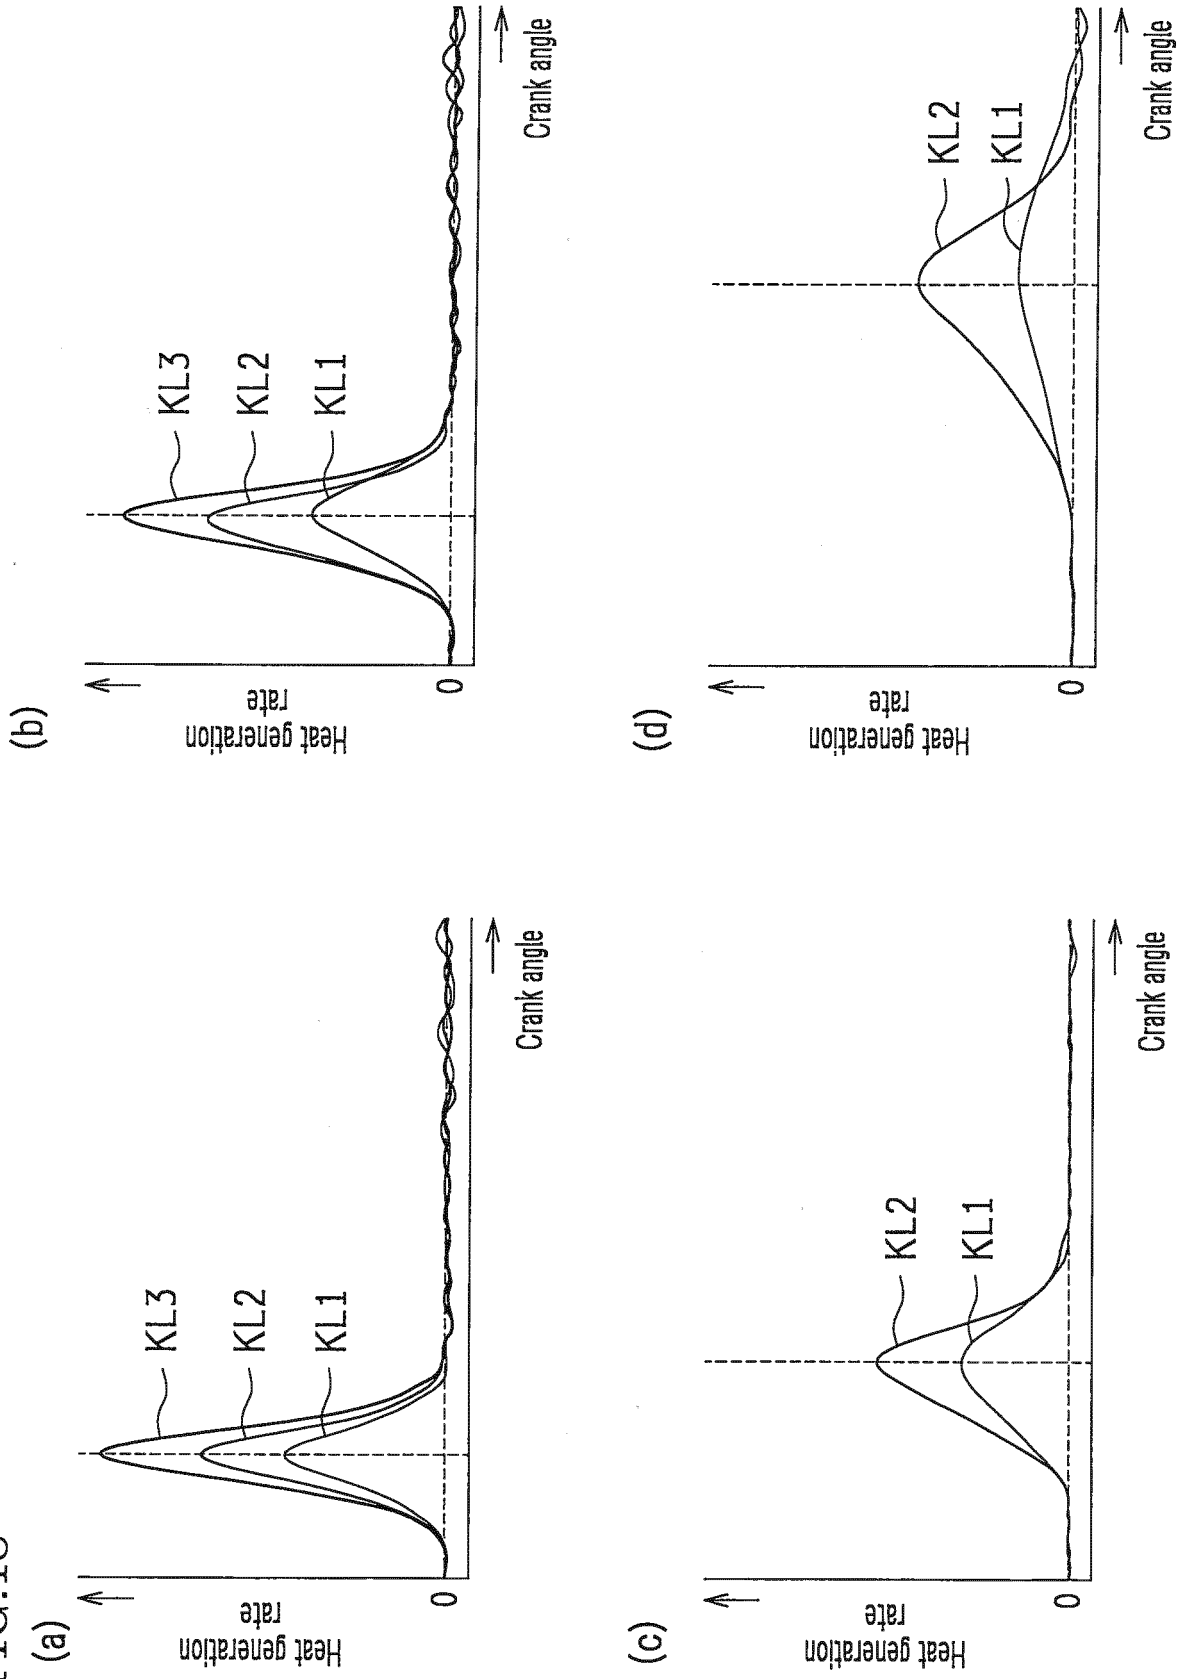 (a)
Heat generation
rate
0
KL3
KL2
KL1
Crank angle
(b)
Heat generation
rate
0
KL3
KL2
KL1
Crank angle
(c)
Heat generation
rate
0
KL2
KL1
Crank angle
(d)
Heat generation
rate
0
KL2
KL1
Crank angle